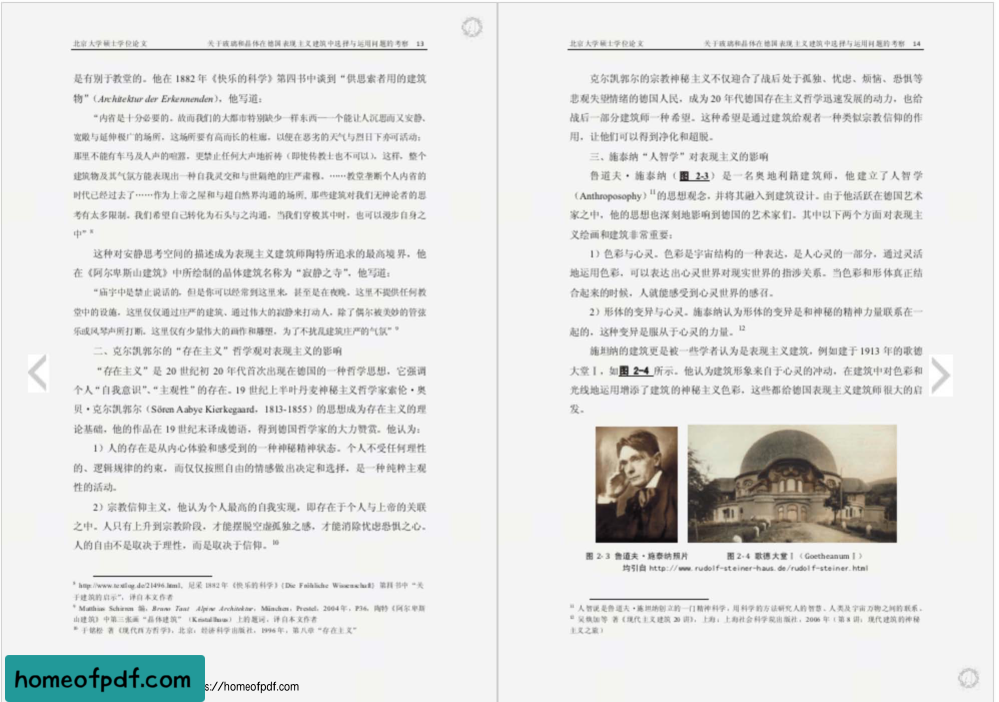 北京大学硕士学位论文 关于玻璃和晶体在德国表现主义建筑中选择与运用问题的考察 13
是有别于教堂的。他在 1882 年《快乐的科学》第四书中谈到“供思索者用的建筑
物”(Architektur der Erkennenden),他写道:
“内省是十分必要的,故而我们的大都市特别缺少一样东西——一个能让人沉思而又安静、
宽敞与延伸极广的场所,这场所要有高而长的柱廊,以便在恶劣的天气与烈日下亦可活动;
那里不能有车马及人声的喧嚣,更禁止任何大声地祈祷(即使传教士也不可以),这样,整个
建筑物及其气氛方能表现出一种自我灵交和与世隔绝的庄严肃穆。……教堂垄断个人内省的
时代已经过去了……作为上帝之屋和与超自然界沟通的场所,那些建筑对我们无神论者的思
考有太多限制。我们希望自己转化为石头与之沟通,当我们穿梭其中时,也可以漫步自身之
中” 8
这种对安静思考空间的描述成为表现主义建筑师陶特所追求的最高境界,他
在《阿尔卑斯山建筑》中所绘制的晶体建筑名称为“寂静之寺”,他写道:
“庙宇中是禁止说话的,但是你可以经常到这里来,甚至是在夜晚。这里不提供任何教
堂中的设施,这里仅仅通过庄严的建筑、通过伟大的寂静来打动人,除了偶尔被美妙的管弦
乐或风琴声所打断。这里仅有少量伟大的画作和雕塑,为了不扰乱建筑庄严的气氛” 9
二、克尔凯郭尔的“存在主义”哲学观对表现主义的影响
“存在主义”是 20 世纪初 20 年代首次出现在德国的一种哲学思想,它强调
个人“自我意识”、“主观性”的存在。19 世纪上半叶丹麦神秘主义哲学家索伦·奥
贝·克尔凯郭尔(Sören Aabye Kierkegaard,1813-1855)的思想成为存在主义的理
论基础,他的作品在 19 世纪末译成德语,得到德国哲学家的大力赞赏。他认为:
1)人的存在是从内心体验和感受到的一种神秘精神状态。个人不受任何理性
的、逻辑规律的约束,而仅仅按照自由的情感做出决定和选择,是一种纯粹主观
性的活动。
2)宗教信仰主义,他认为个人最高的自我实现,即存在于个人与上帝的关联
之中。人只有上升到宗教阶段,才能摆脱空虚孤独之感,才能消除忧虑恐惧之心。
人的自由不是取决于理性,而是取决于信仰。10
8 http://www.textlog.de/21496.html,尼采 1882 年《快乐的科学》(Die Fröhliche Wissenschaft)第四书中“关
于建筑的启示”,译自本文作者
9 Matthias Schirren 编,Bruno Taut Alpine Architektur,München:Prestel,2004 年,P36,陶特《阿尔卑斯
山建筑》中第三张画“晶体建筑”(Kristallhaus)上的题词,译自本文作者
10 于铭松 著《现代西方哲学》,北京:经济科学出版社,1996 年,第八章“存在主义”
homeofpdf.com
s://homeofpdf.com
北京大学硕士学位论文 关于玻璃和晶体在德国表现主义建筑中选择与运用问题的考察 14
克尔凯郭尔的宗教神秘主义不仅迎合了战后处于孤独、忧虑、烦恼、恐惧等
悲观失望情绪的德国人民,成为 20 年代德国存在主义哲学迅速发展的动力,也给
战后一部分建筑师一种希望。这种希望是通过建筑给观者一种类似宗教信仰的作
用,让他们可以得到净化和超脱。
三、施泰纳“人智学”对表现主义的影响
鲁道夫·施泰纳(图 2-3)是一名奥地利籍建筑师,他建立了人智学
(Anthroposophy)11的思想观念,并将其融入到建筑设计。由于他活跃在德国艺术
家之中,他的思想也深刻地影响到德国的艺术家们。其中以下两个方面对表现主
义绘画和建筑非常重要:
1)色彩与心灵。色彩是宇宙结构的一种表达,是人心灵的一部分,通过灵活
地运用色彩,可以表达出心灵世界对现实世界的指涉关系。当色彩和形体真正结
合起来的时候,人就能感受到心灵世界的感召。
2)形体的变异与心灵。施泰纳认为形体的变异是和神秘的精神力量联系在一
起的,这种变异是服从于心灵的力量。12
施坦纳的建筑更是被一些学者认为是表现主义建筑,例如建于 1913 年的歌德
大堂Ⅰ,如图 2-4 所示。他认为建筑形象来自于心灵的冲动,在建筑中对色彩和
光线地运用增添了建筑的神秘主义色彩,这些都给德国表现主义建筑师很大的启
发。
图 2-3 鲁道夫·施泰纳照片 图 2-4 歌德大堂Ⅰ(GoetheanumⅠ)
均引自 http://www.rudolf-steiner-haus.de/rudolf-steiner.html
11 人智派是鲁道夫·施坦纳创立的一门精神科学,用科学的方法研究人的智慧、人类及宇宙万物之间的联系。
12 吴焕加等 著《现代主义建筑 20 讲》,上海:上海社会科学院出版社,2006 年(第 8 讲:现代建筑的神秘
主义之旅)